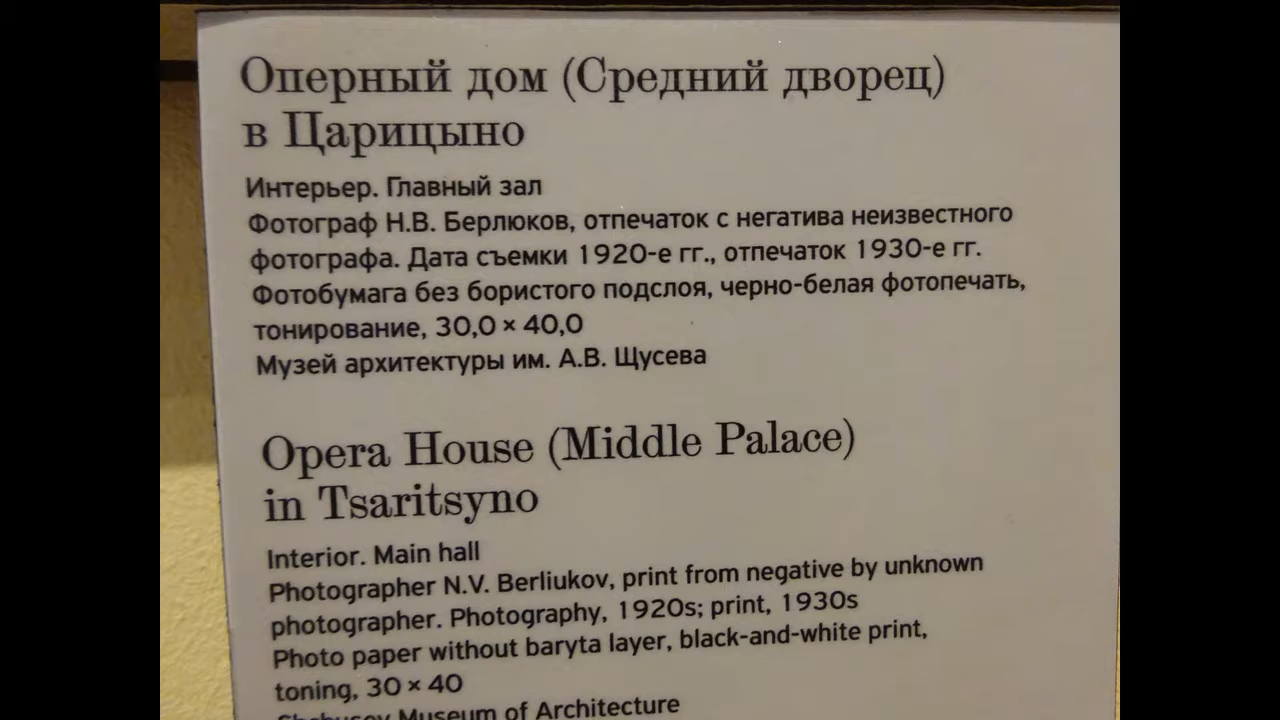 Оперный дом (Средний дворец)
в Царицыно
Интерьер. Главный зал
Фотограф Н.В. Берлюков, отпечаток с негатива неизвестного
фотографа. Дата съемки 1920-е гг., отпечаток 1930-е гг.
Фотобумага без бористого подслоя, черно-белая фотопечать,
тонирование, 30,0 × 40,0
Музей архитектуры им. А.В. Щусева
Opera House (Middle Palace)
in Tsaritsyno
Interior. Main hall
Photographer N.V. Berliukov, print from negative by unknown
photographer. Photography, 1920s; print, 1930s
Photo paper without baryta layer, black-and-white print,
toning, 30 × 40
Shchusev Museum of Architecture